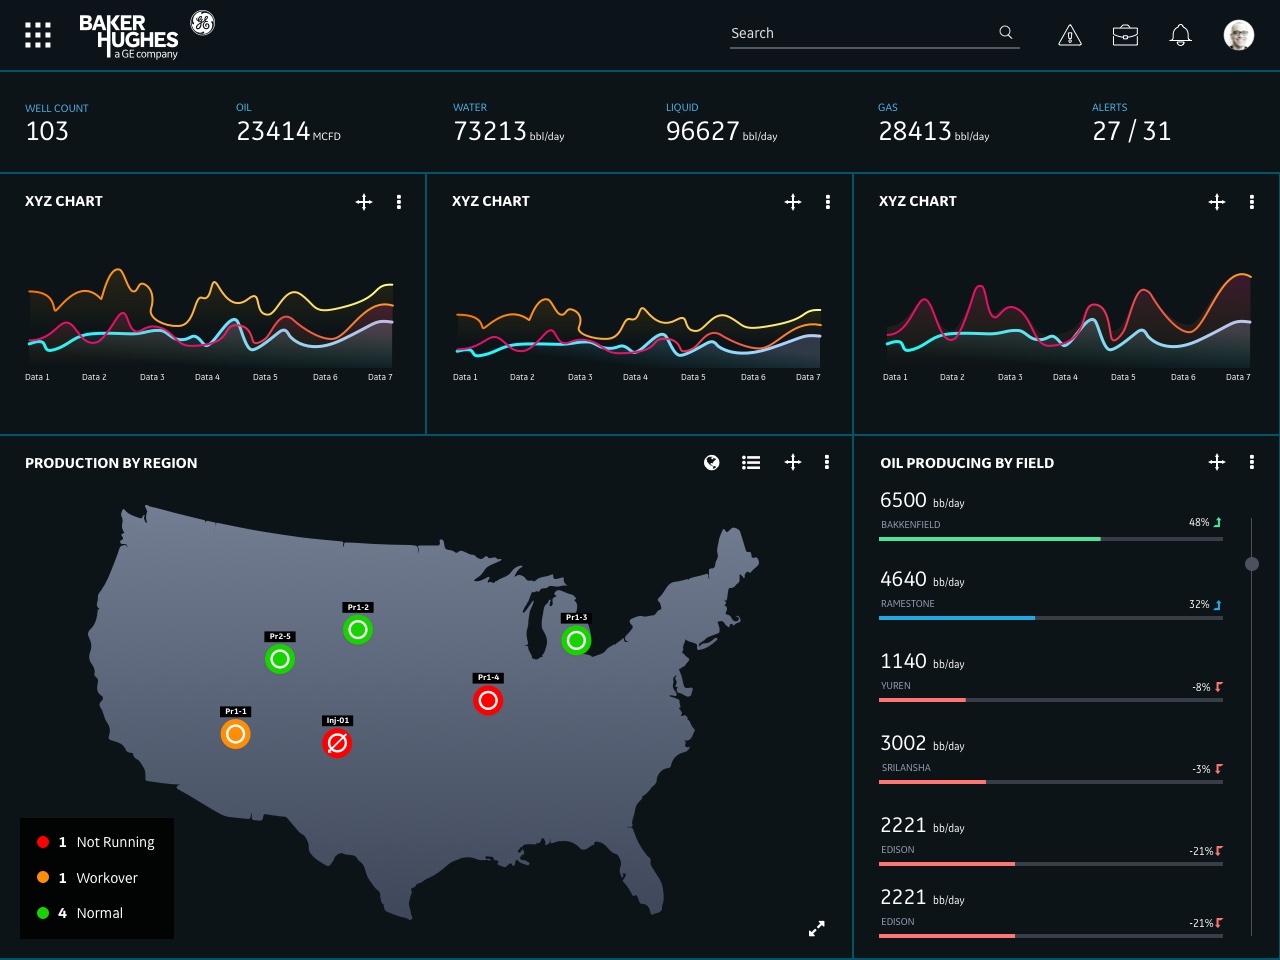 BAKER
HUGHES
a GE company
Search
WELL COUNT
103
OIL
23414 MCFD
WATER
73213 bbl/day
LIQUID
96627 bbl/day
GAS
28413 bbl/day
ALERTS
27 / 31
XYZ CHART
Data 1 Data 2 Data 3 Data 4 Data 5 Data 6 Data 7
XYZ CHART
Data 1 Data 2 Data 3 Data 4 Data 5 Data 6 Data 7
XYZ CHART
Data 1 Data 2 Data 3 Data 4 Data 5 Data 6 Data 7
PRODUCTION BY REGION
Pr1-2
Pr1-3
Pr2-5
Pr1-4
Pr1-1
Inj-01
1 Not Running
1 Workover
4 Normal
OIL PRODUCING BY FIELD
6500 bb/day
BAKKENFIELD 48%
4640 bb/day
RAMESTONE 32%
1140 bb/day
YUREN -8%
3002 bb/day
SRILANSHA -3%
2221 bb/day
EDISON -21%
2221 bb/day
EDISON -21%